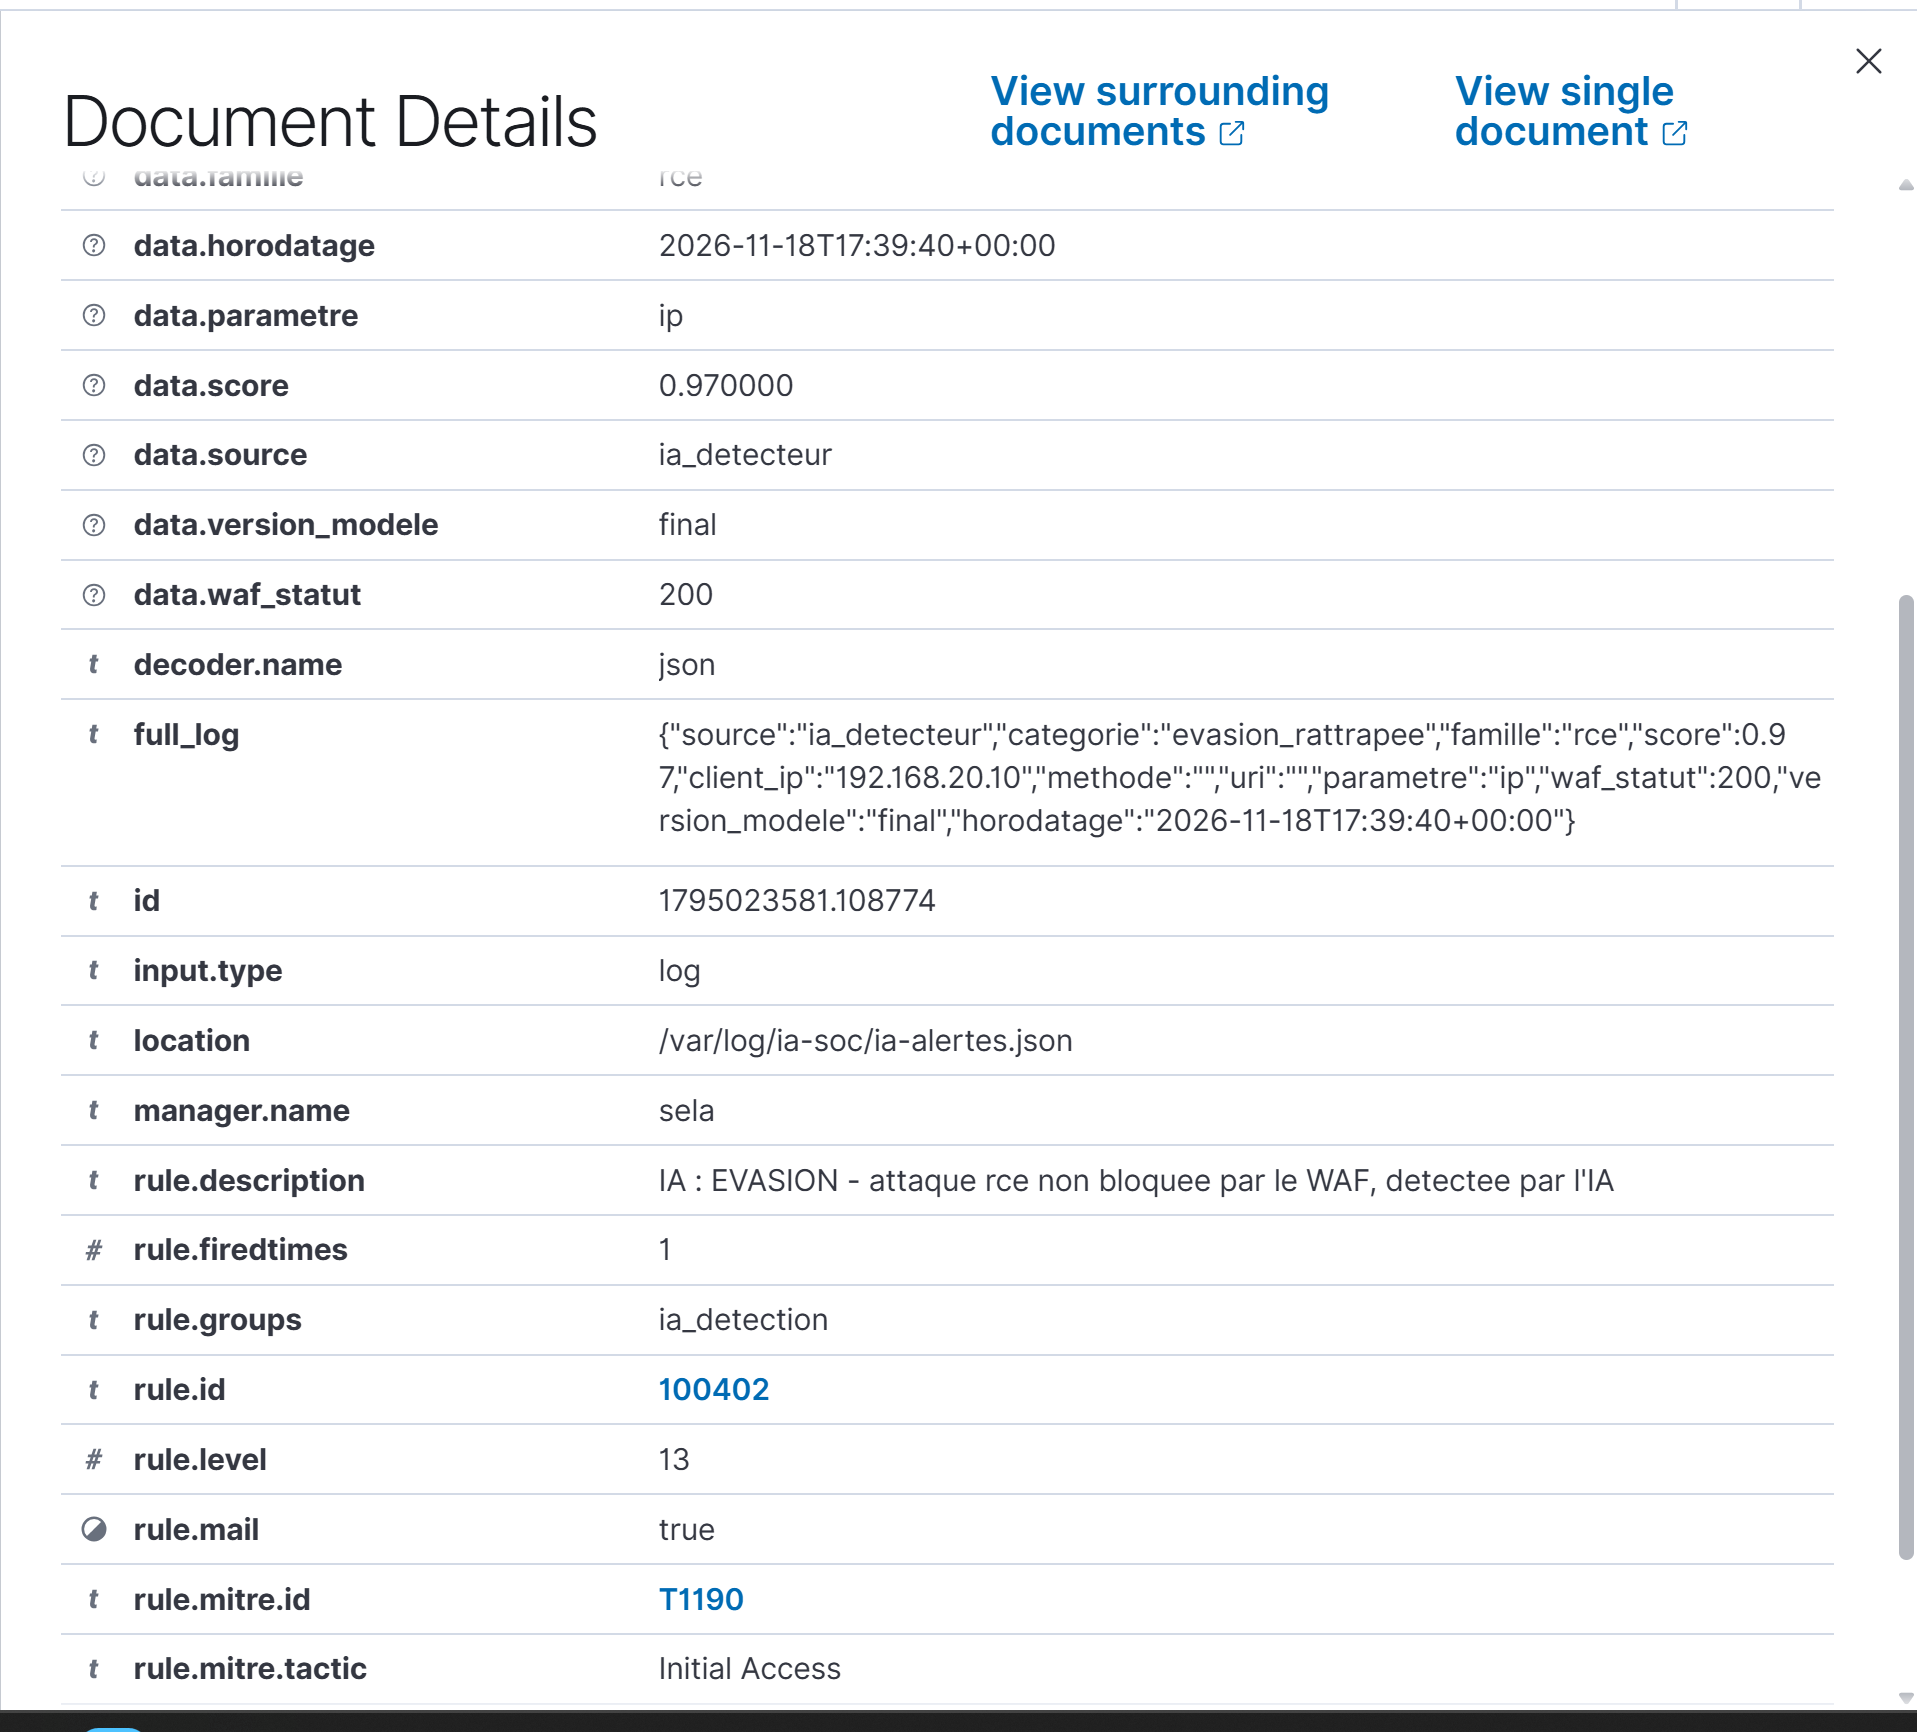 Document Details
View surrounding
documents
View single
document
data.famille rce
data.horodatage 2026-11-18T17:39:40+00:00
data.parametre ip
data.score 0.970000
data.source ia_detecteur
data.version_modele final
data.waf_statut 200
t decoder.name json
t full_log {"source":"ia_detecteur","categorie":"evasion_rattrapee","famille":"rce","score":0.9
7,"client_ip":"192.168.20.10","methode":"","uri":"","parametre":"ip","waf_statut":200,"ve
rsion_modele":"final","horodatage":"2026-11-18T17:39:40+00:00"}
t id 1795023581.108774
t input.type log
t location /var/log/ia-soc/ia-alertes.json
t manager.name sela
t rule.description IA : EVASION - attaque rce non bloquee par le WAF, detectee par l'IA
# rule.firedtimes 1
t rule.groups ia_detection
t rule.id 100402
# rule.level 13
rule.mail true
t rule.mitre.id T1190
t rule.mitre.tactic Initial Access